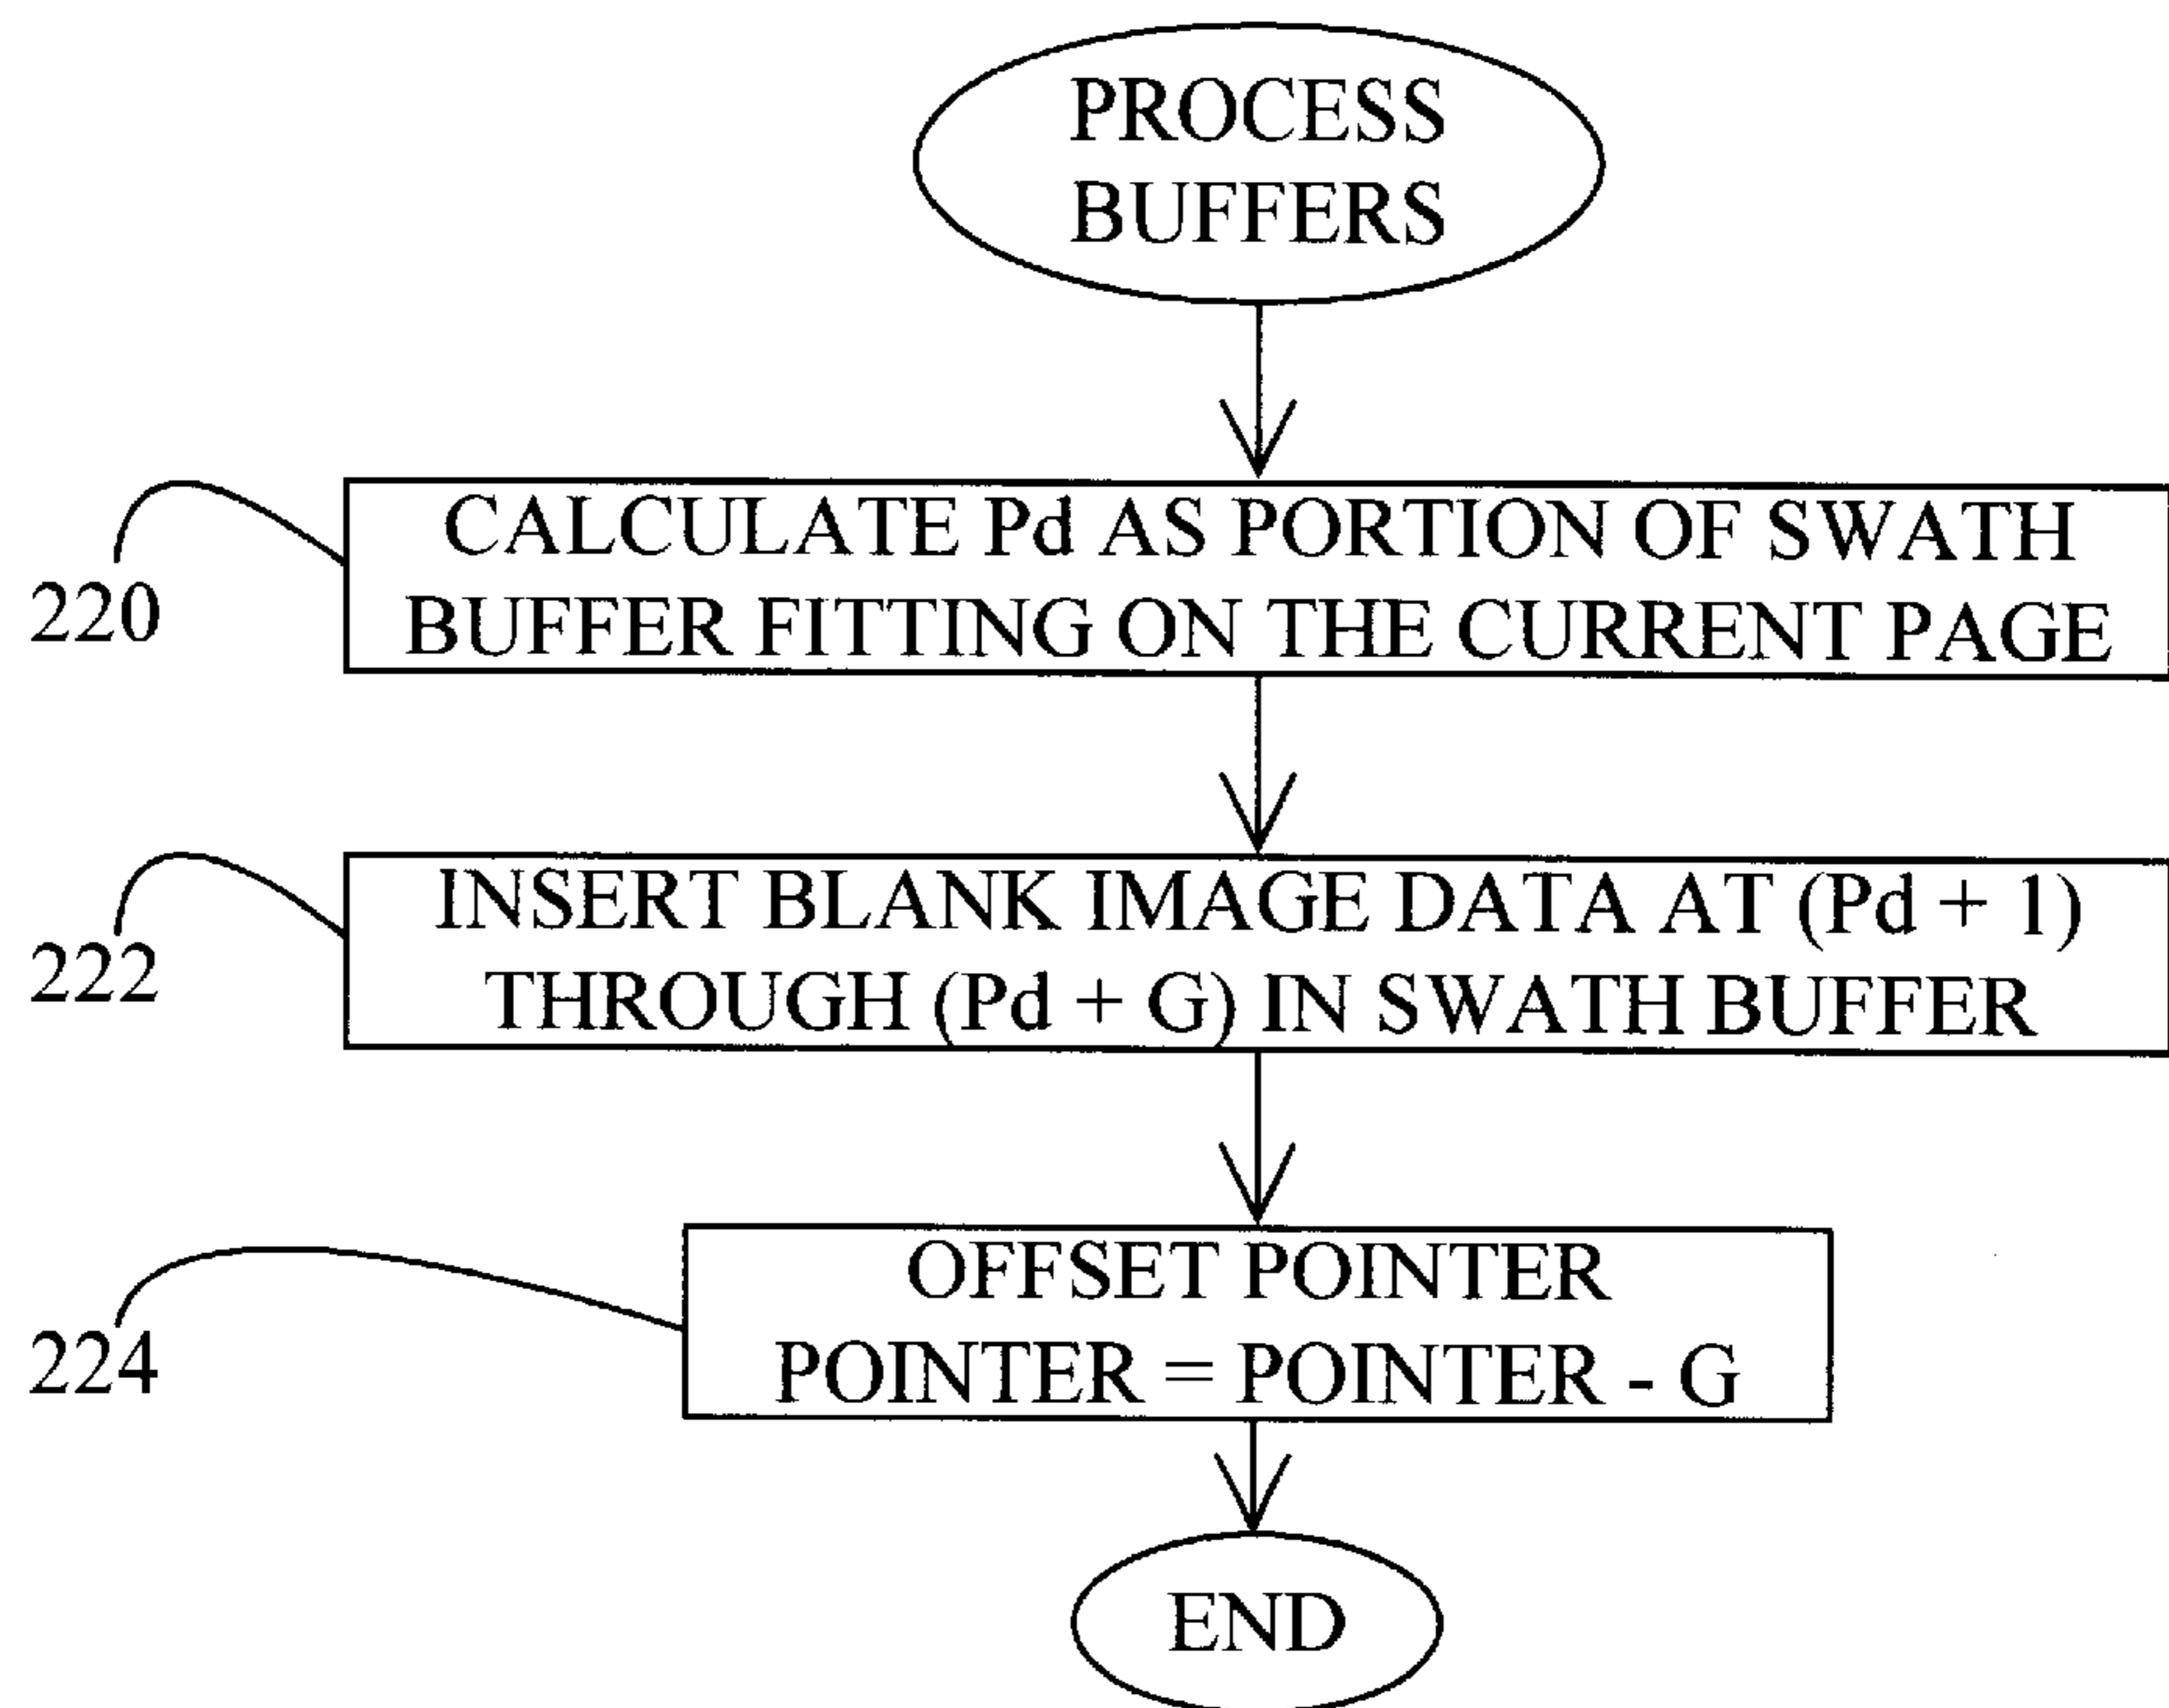 PROCESS
BUFFERS
CALCULATE Pd AS PORTION OF SWATH
BUFFER FITTING ON THE CURRENT PAGE
220
INSERT BLANK IMAGE DATA AT (Pd + 1)
THROUGH (Pd + G) IN SWATH BUFFER
222
OFFSET POINTER
POINTER = POINTER - G
224
END